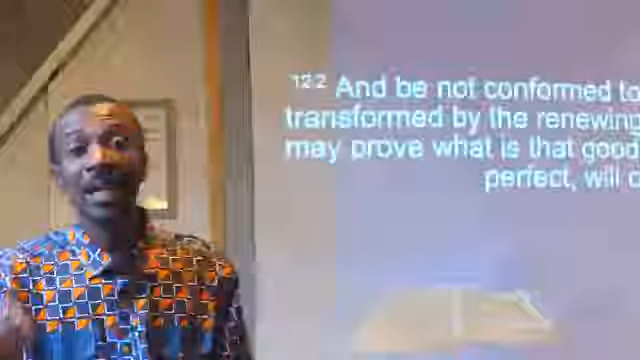 12:2 And be not conformed to
transformed by the renewing
may prove what is that good
perfect, will o